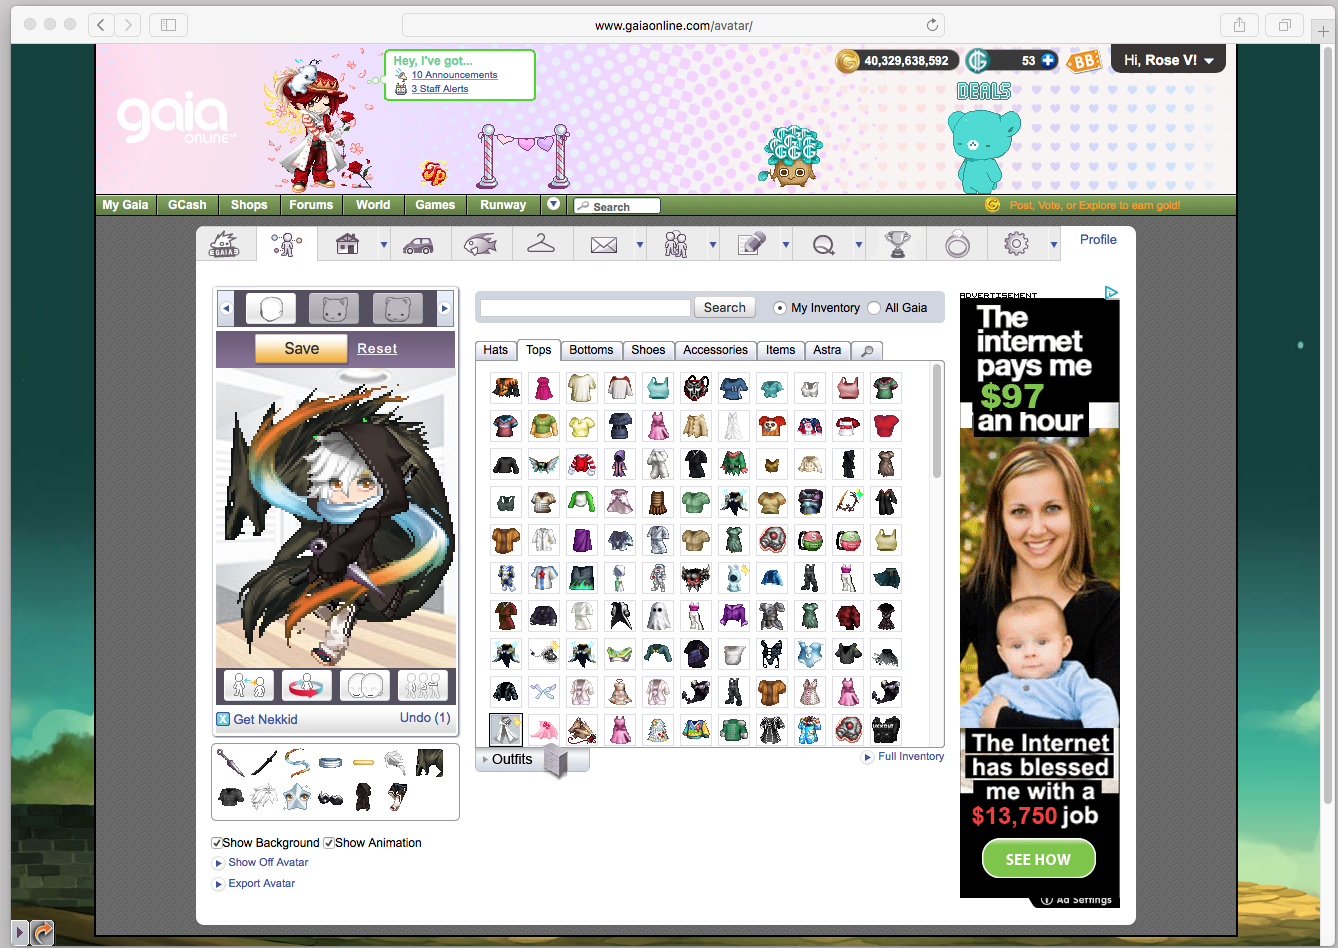 www.gaiaonline.com/avatar/
Hey, I've got...
10 Announcements
3 Staff Alerts
40,329,638,592
53
BB
Hi, Rose V!
gaia
ONLINE™
DEALS
My Gaia
GCash
Shops
Forums
World
Games
Runway
Search
Post, Vote, or Explore to earn gold!
Profile
Save
Reset
Search
My Inventory
All Gaia
Hats
Tops
Bottoms
Shoes
Accessories
Items
Astra
Get Nekkid
Undo (1)
Outfits
Full Inventory
Show Background
Show Animation
Show Off Avatar
Export Avatar
ADVERTISEMENT
The
internet
pays me
$97
an hour
The Internet
has blessed
me with a
$13,750 job
SEE HOW
Ad Settings